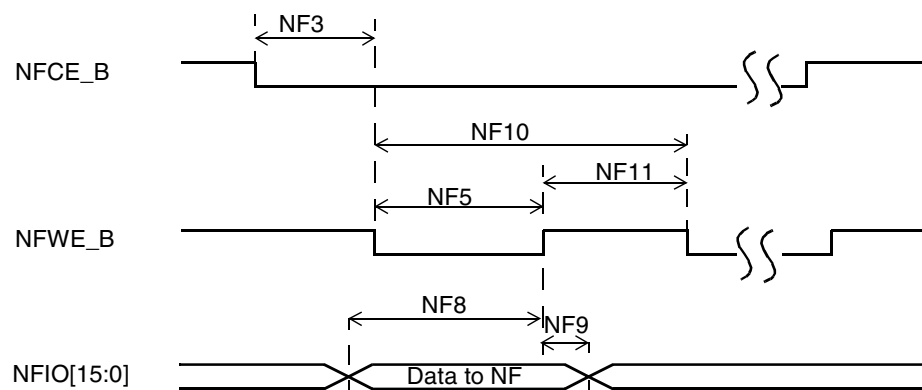 NF3
NFCE_B
NF10
NF11
NF5
NFWE_B
NF8
NF9
NFIO[15:0]
Data to NF